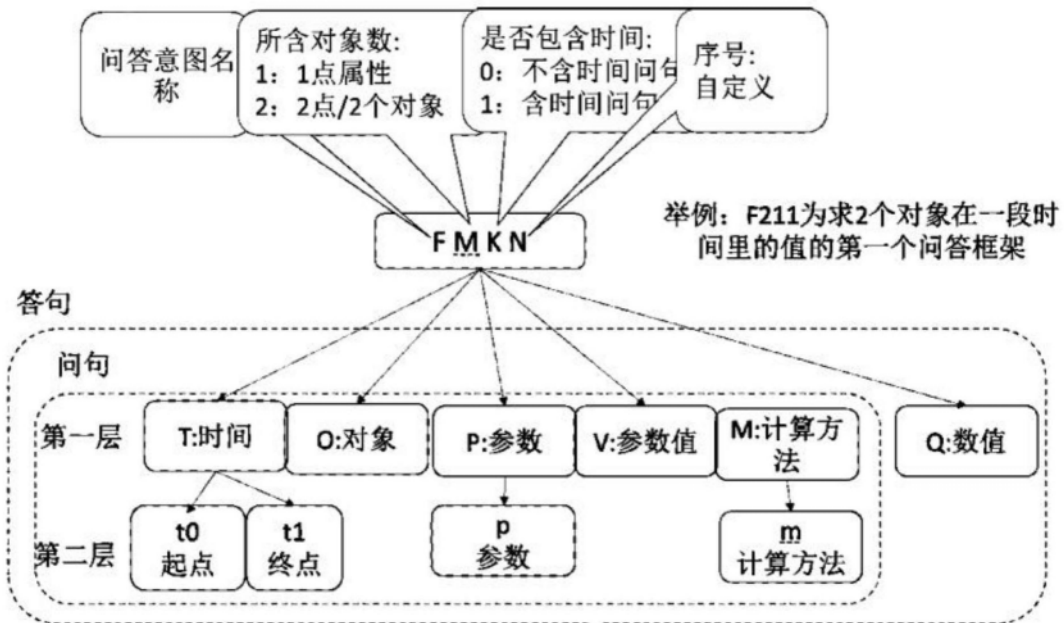 问答意图名
称
所含对象数:
1：1点属性
2：2点/2个对象
是否包含时间:
0：不含时间问句
1：含时间问句
序号:
自定义
F M K N
举例：F211为求2个对象在一段时
间里的值的第一个问答框架
答句
问句
第一层
T:时间
O:对象
P:参数
V:参数值
M:计算方
法
Q:数值
第二层
t0
起点
t1
终点
p
参数
m
计算方法